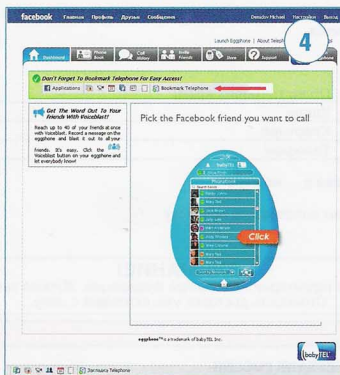 facebook Главная Профиль Друзья Сообщения Demidov Michael Настройки Выход
4
Launch Eggphone | About Teleph
Dashboard Phone Book Call History Invite Friends Store Support
Don't Forget To Bookmark Telephone For Easy Access!
Applications Bookmark Telephone
Get The Word Out To Your Friends With Voiceblast!
Reach up to 40 of your friends at once with Voiceblast. Record a message on the eggphone and blast it out to all your friends. It's easy. Click the Voiceblast button on your eggphone and let everybody know!
Pick the Facebook friend you want to call
babyTEL
Phonebook
Click
eggphone™ is a trademark of babyTEL Inc.
babyTEL
Закладка Telephone